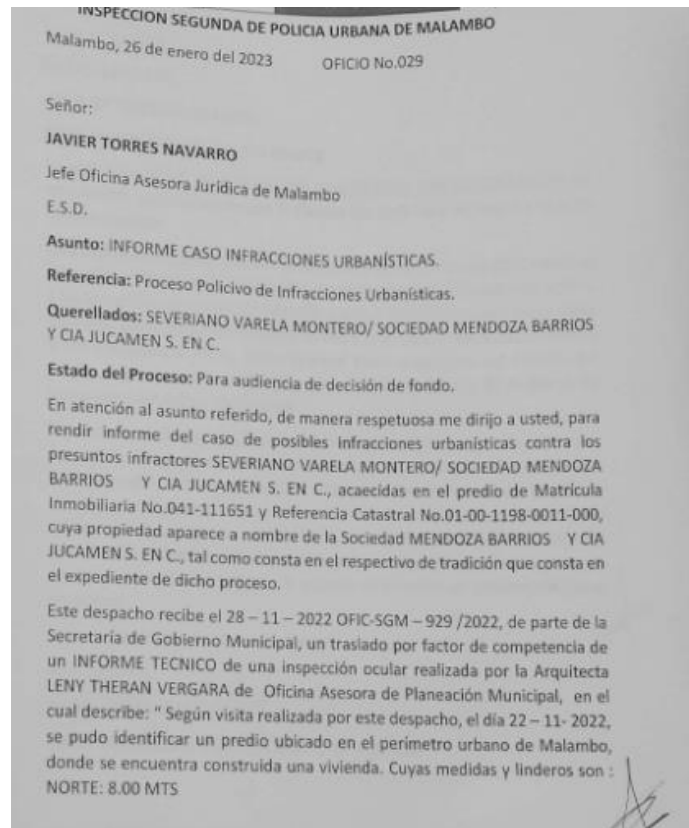 INSPECCION SEGUNDA DE POLICIA URBANA DE MALAMBO
Malambo, 26 de enero del 2023 OFICIO No.029
Señor:
JAVIER TORRES NAVARRO
Jefe Oficina Asesora Jurídica de Malambo
E.S.D.
Asunto: INFORME CASO INFRACCIONES URBANÍSTICAS.
Referencia: Proceso Policivo de Infracciones Urbanísticas.
Querellados: SEVERIANO VARELA MONTERO/ SOCIEDAD MENDOZA BARRIOS
Y CIA JUCAMEN S. EN C.
Estado del Proceso: Para audiencia de decisión de fondo.
En atención al asunto referido, de manera respetuosa me dirijo a usted, para
rendir informe del caso de posibles infracciones urbanísticas contra los
presuntos infractores SEVERIANO VARELA MONTERO/ SOCIEDAD MENDOZA
BARRIOS Y CIA JUCAMEN S. EN C., acaecidas en el predio de Matrícula
Inmobiliaria No.041-111651 y Referencia Catastral No.01-00-1198-0011-000,
cuya propiedad aparece a nombre de la Sociedad MENDOZA BARRIOS Y CIA
JUCAMEN S. EN C., tal como consta en el respectivo de tradición que consta en
el expediente de dicho proceso.
Este despacho recibe el 28 – 11 – 2022 OFIC-SGM – 929 /2022, de parte de la
Secretaria de Gobierno Municipal, un traslado por factor de competencia de
un INFORME TECNICO de una inspección ocular realizada por la Arquitecta
LENY THERAN VERGARA de Oficina Asesora de Planeación Municipal, en el
cual describe: “ Según visita realizada por este despacho, el día 22 – 11- 2022,
se pudo identificar un predio ubicado en el perímetro urbano de Malambo,
donde se encuentra construida una vivienda. Cuyas medidas y linderos son :
NORTE: 8.00 MTS